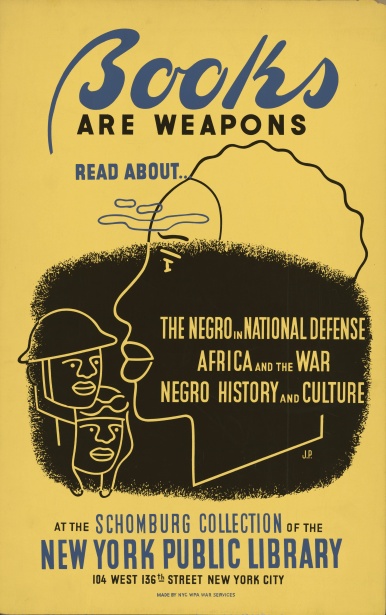 Books
ARE WEAPONS
READ ABOUT..
THE NEGRO IN NATIONAL DEFENSE
AFRICA AND THE WAR
NEGRO HISTORY AND CULTURE
J.P.
AT THE SCHOMBURG COLLECTION OF THE
NEW YORK PUBLIC LIBRARY
104 WEST 136th STREET NEW YORK CITY
MADE BY NYC WPA WAR SERVICES